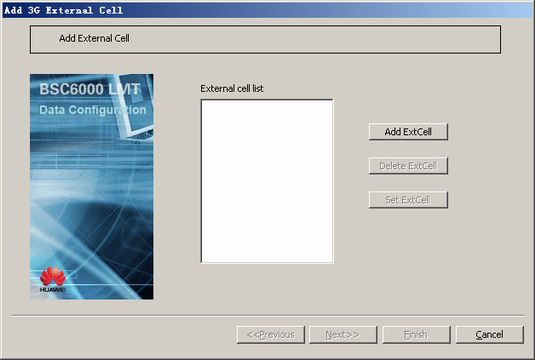 Add 3G External Cell
Add External Cell
BSC6000 LMT
Data Configuration
External cell list
Add ExtCell
Delete ExtCell
Set ExtCell
HUAWEI
<<Previous
Next>>
Finish
Cancel